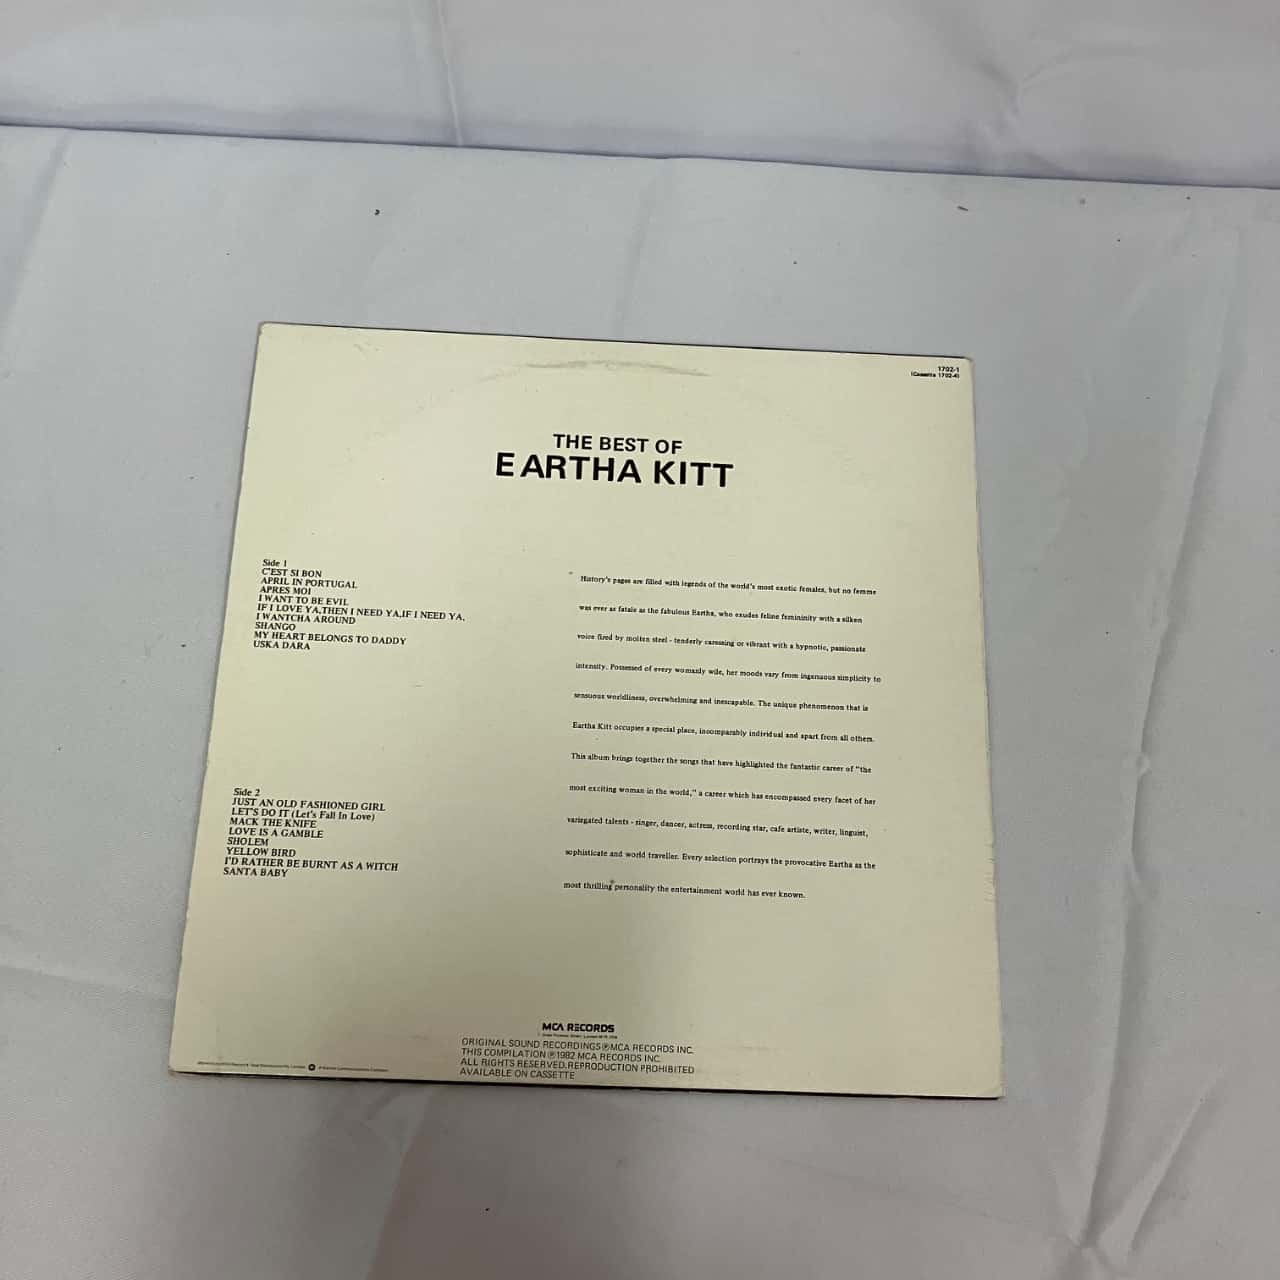 1702-1
(Cassette 1702-4)
THE BEST OF
EARTHA KITT
Side 1
C'EST SI BON
APRIL IN PORTUGAL
APRES MOI
I WANT TO BE EVIL
IF I LOVE YA,THEN I NEED YA,IF I NEED YA,
I WANTCHA AROUND
SHANGO
MY HEART BELONGS TO DADDY
USKA DARA
Side 2
JUST AN OLD FASHIONED GIRL
LET'S DO IT (Let's Fall In Love)
MACK THE KNIFE
LOVE IS A GAMBLE
SHOLEM
YELLOW BIRD
I'D RATHER BE BURNT AS A WITCH
SANTA BABY
History's pages are filled with legends of the world's most exotic females, but no femme
was ever as fatale as the fabulous Eartha, who exudes feline femininity with a silken
voice fired by molten steel - tenderly caressing or vibrant with a hypnotic, passionate
intensity. Possessed of every womanly wile, her moods vary from ingenuous simplicity to
sensuous worldliness, overwhelming and inescapable. The unique phenomenon that is
Eartha Kitt occupies a special place, incomparably individual and apart from all others.
This album brings together the songs that have highlighted the fantastic career of "the
most exciting woman in the world," a career which has encompassed every facet of her
variegated talents - singer, dancer, actress, recording star, cafe artiste, writer, linguist,
sophisticate and world traveller. Every selection portrays the provocative Eartha as the
most thrilling personality the entertainment world has ever known.
MCA RECORDS
ORIGINAL SOUND RECORDINGS ℗ MCA RECORDS INC.
THIS COMPILATION ℗ 1982 MCA RECORDS INC.
ALL RIGHTS RESERVED.REPRODUCTION PROHIBITED
AVAILABLE ON CASSETTE